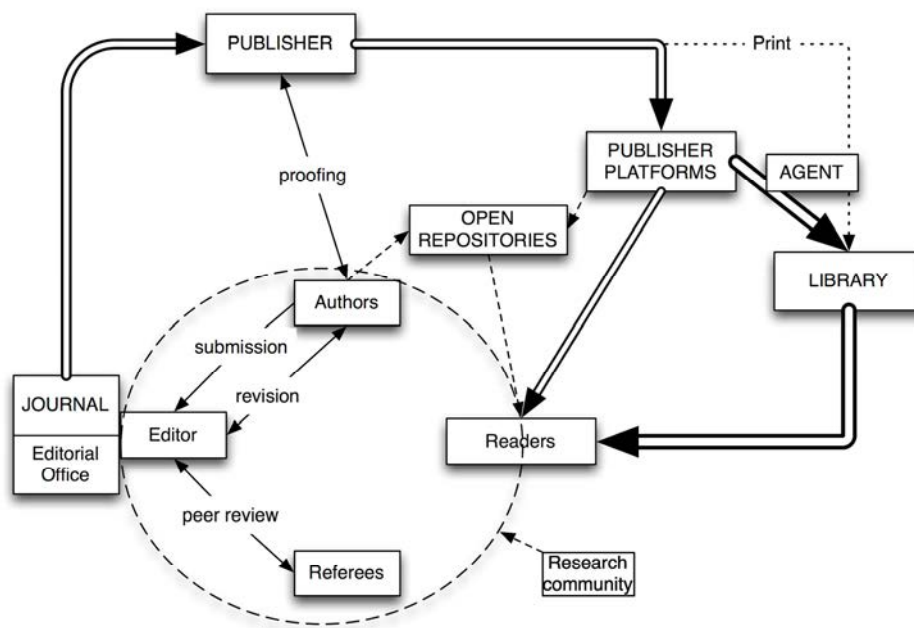 PUBLISHER
Print
PUBLISHER
PLATFORMS
AGENT
proofing
OPEN
REPOSITORIES
LIBRARY
Authors
submission
revision
JOURNAL
Editorial
Office
Editor
Readers
peer review
Referees
Research
community